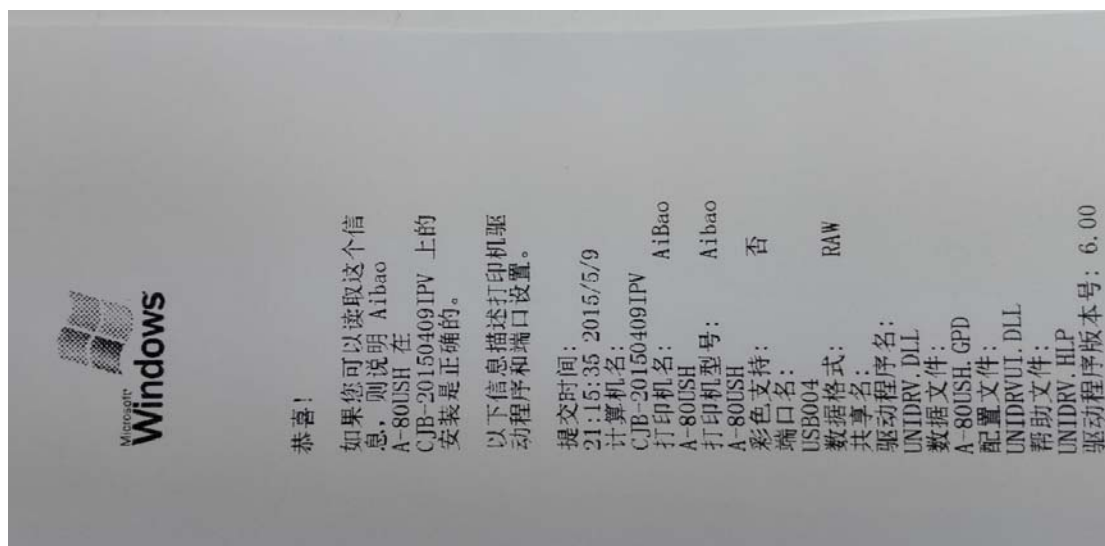 Microsoft
Windows
恭喜!
如果您可以读取这个信
息, 则说明 Aibao
A-80USH 在
CJB-20150409IPV 上的
安装是正确的。
以下信息描述打印机驱
动程序和端口设置。
提交时间:
21:15:35 2015/5/9
计算机名:
CJB-20150409IPV
打印机名: AiBao
A-80USH
打印机型号: Aibao
A-80USH
彩色支持: 否
端口名:
USB004
数据格式: RAW
共享名:
驱动程序名:
UNIDRV.DLL
数据文件:
A-80USH.GPD
配置文件:
UNIDRVUI.DLL
帮助文件:
UNIDRV.HLP
驱动程序版本号: 6.00